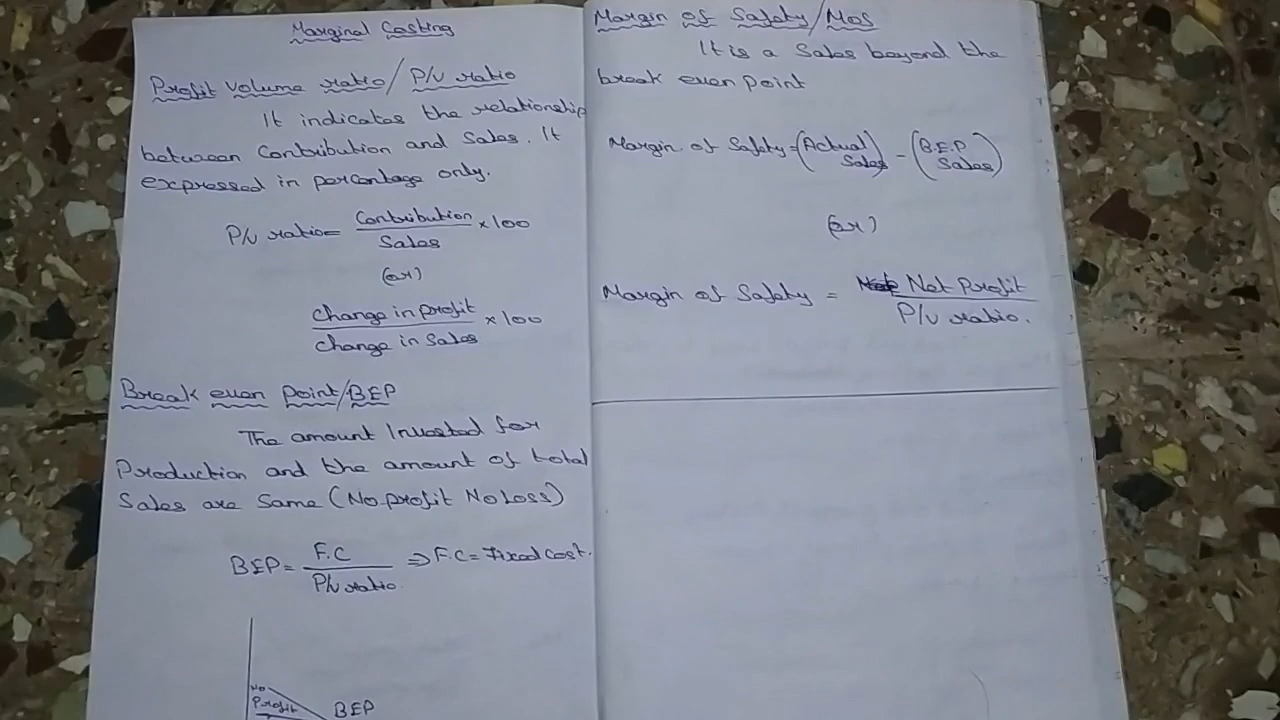 Marginal Costing
Profit Volume ratio/P/V ratio
It indicates the relationship
between Contribution and Sales. It
expressed in percentage only.
P/V ratio= Contribution/Sales ×100
(or)
change in profit/change in Sales ×100
Break even Point/BEP
The amount Invested for
Production and the amount of total
Sales are Same (No profit No Loss)
BEP = F.C/P/V ratio ⇒ F.C = Fixed Cost.
No
Profit
BEP
Margin of Safety/MOS
It is a Sales beyond the
break even point
Margin of Safety = (Actual Sales) - (B.E.P Sales)
(or)
Margin of Safety = Net Profit/P/V ratio.